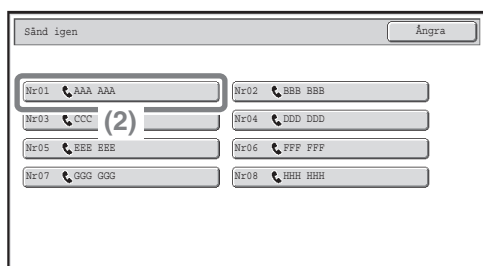 Sänd igen
Ångra
Nr01 AAA AAA
Nr02 BBB BBB
Nr03 CCC
(2)
Nr04 DDD DDD
Nr05 EEE EEE
Nr06 FFF FFF
Nr07 GGG GGG
Nr08 HHH HHH